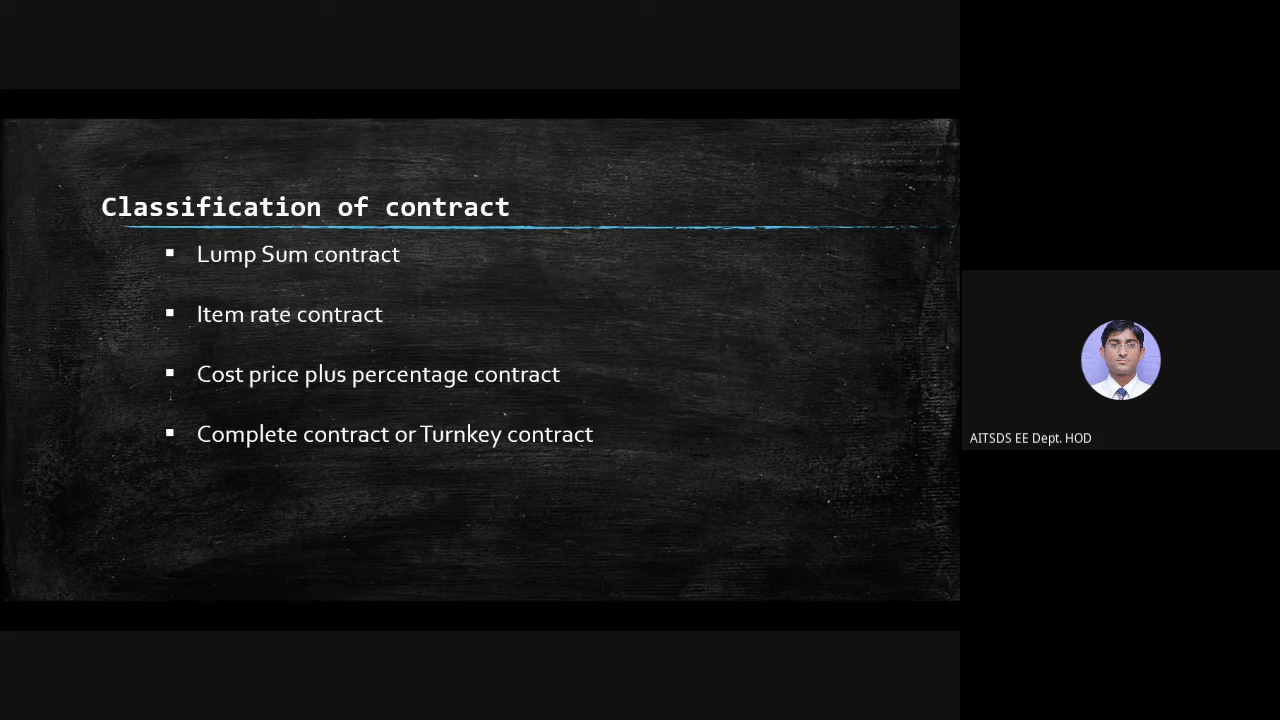 Classification of contract
Lump Sum contract
Item rate contract
Cost price plus percentage contract
Complete contract or Turnkey contract
AITSDS EE Dept. HOD